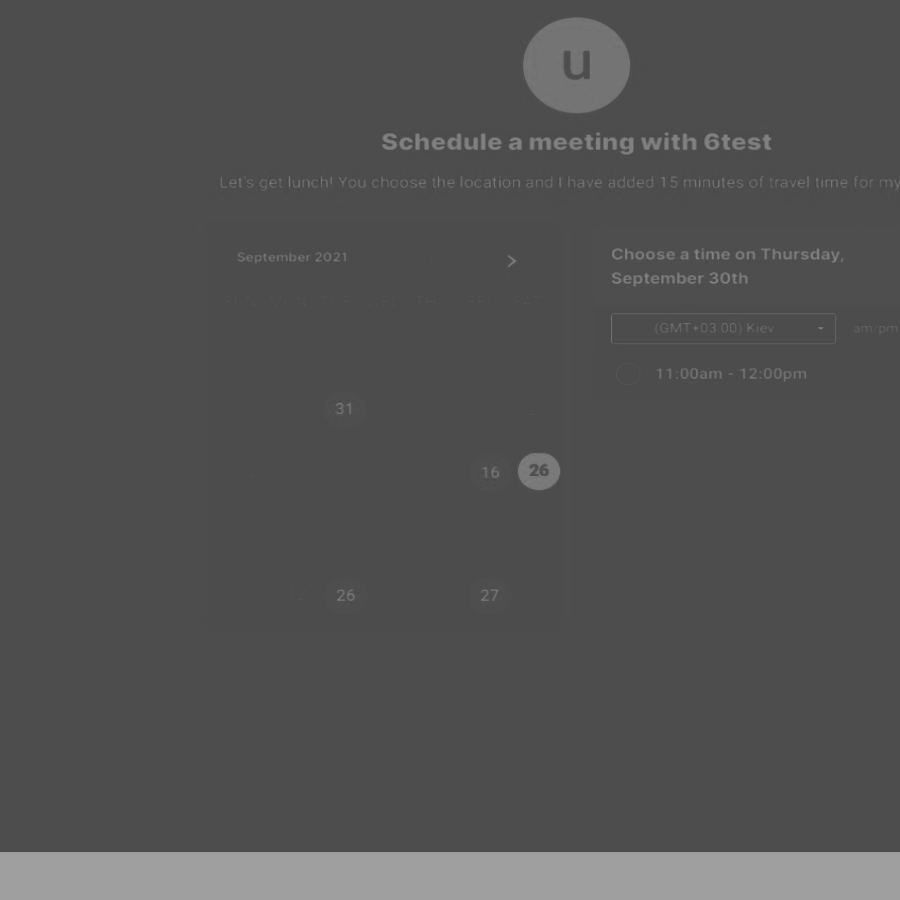 u
Schedule a meeting with 6test
Let's get lunch! You choose the location and I have added 15 minutes of travel time for my
September 2021
Choose a time on Thursday,
September 30th
(GMT+03:00) Kiev
am/pm
11:00am - 12:00pm
31
16 26
26 27